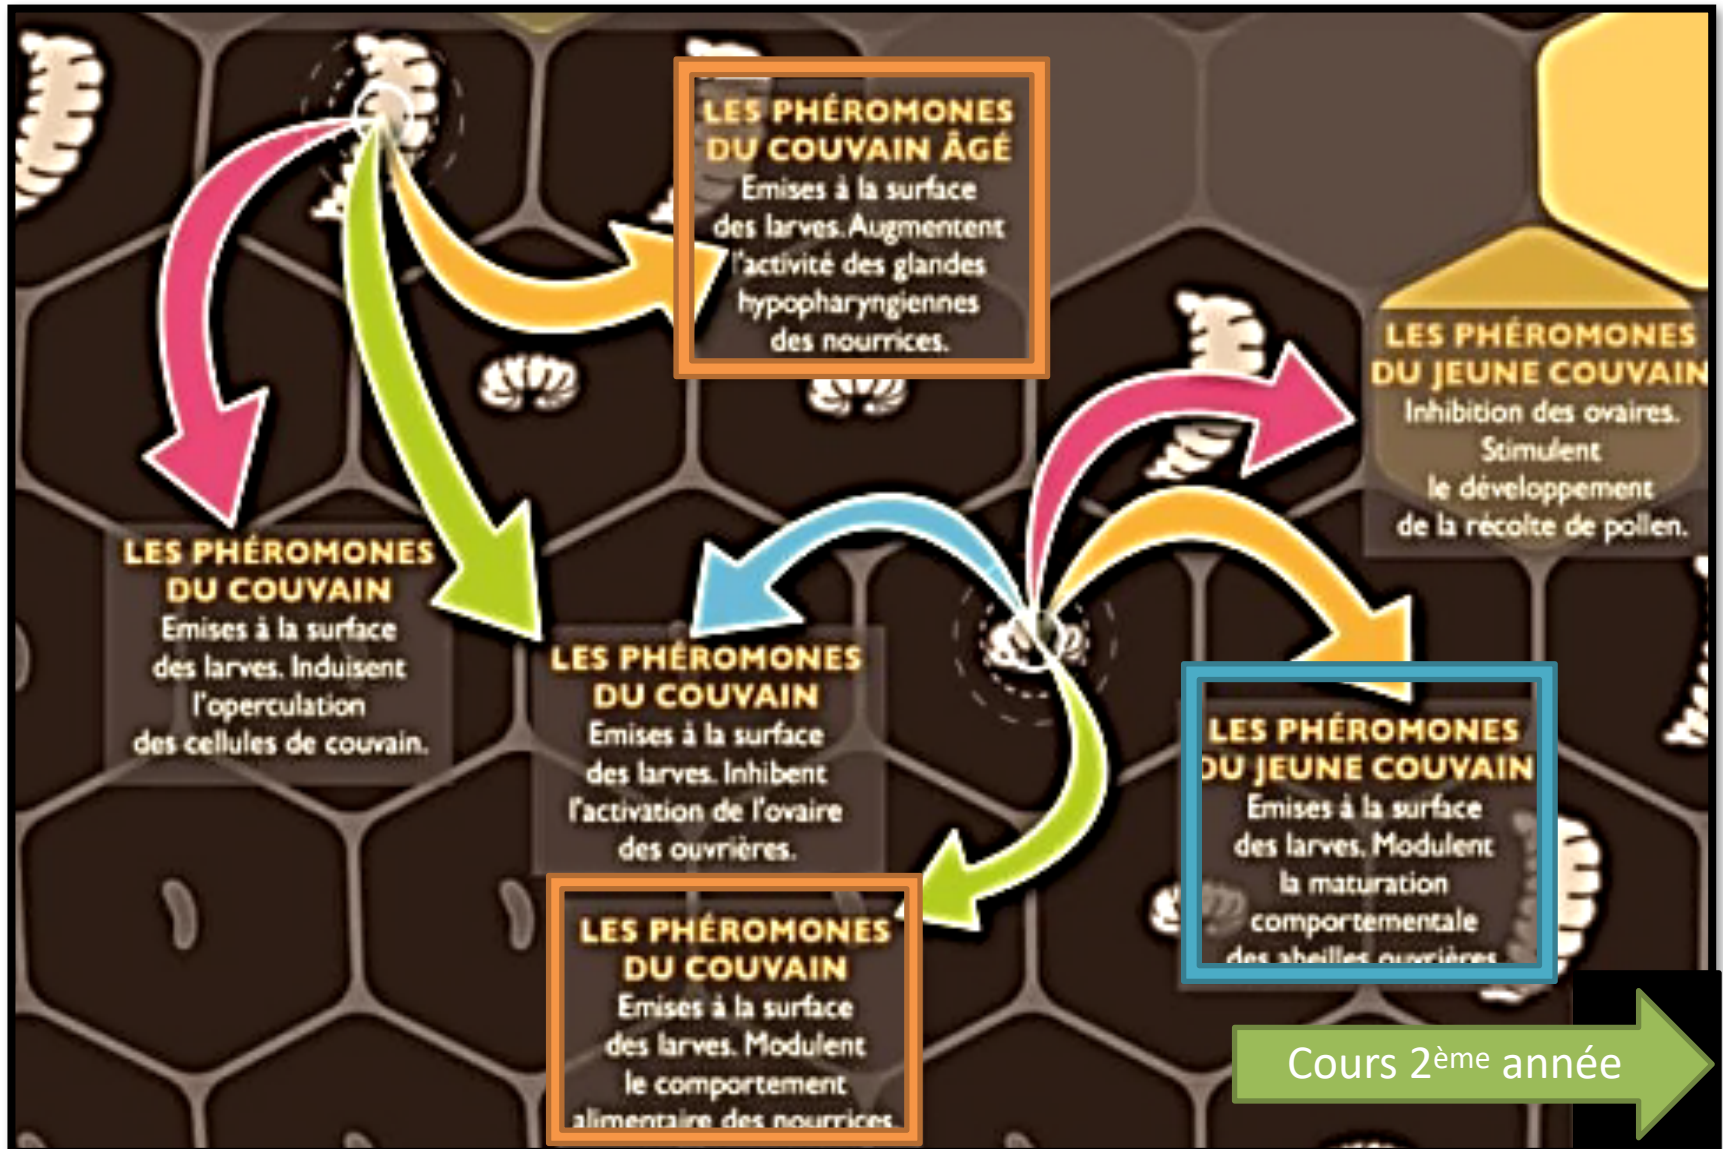 LES PHÉROMONES
DU COUVAIN ÂGÉ
Emises à la surface
des larves. Augmentent
l'activité des glandes
hypopharyngiennes
des nourrices.
LES PHÉROMONES
DU JEUNE COUVAIN
Inhibition des ovaires.
Stimulent
le développement
de la récolte de pollen.
LES PHÉROMONES
DU COUVAIN
Emises à la surface
des larves. Induisent
l'operculation
des cellules de couvain.
LES PHÉROMONES
DU COUVAIN
Emises à la surface
des larves. Inhibent
l'activation de l'ovaire
des ouvrières.
LES PHÉROMONES
DU JEUNE COUVAIN
Emises à la surface
des larves. Modulent
la maturation
comportementale
des abeilles ouvrières
LES PHÉROMONES
DU COUVAIN
Emises à la surface
des larves. Modulent
le comportement
alimentaire des nourrices
Cours 2ème année